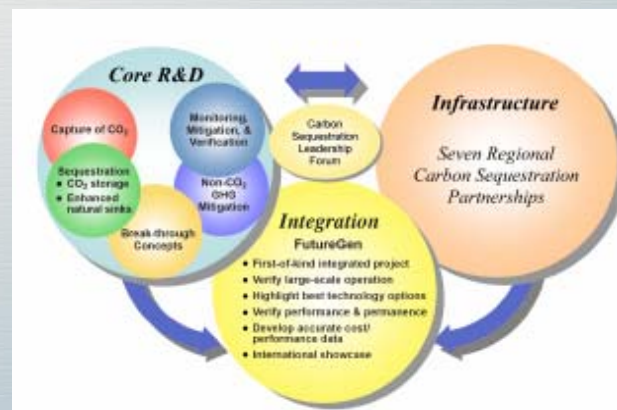 Core R&D
Capture of CO₂
Sequestration
● CO₂ storage
● Enhanced
natural sinks
Break-through
Concepts
Monitoring,
Mitigation, &
Verification
Non-CO₂
GHG
Mitigation
Carbon
Sequestration
Leadership
Forum
Infrastructure
Seven Regional
Carbon Sequestration
Partnerships
Integration
FutureGen
● First-of-kind integrated project
● Verify large-scale operation
● Highlight best technology options
● Verify performance & permanence
● Develop accurate cost/
performance data
● International showcase